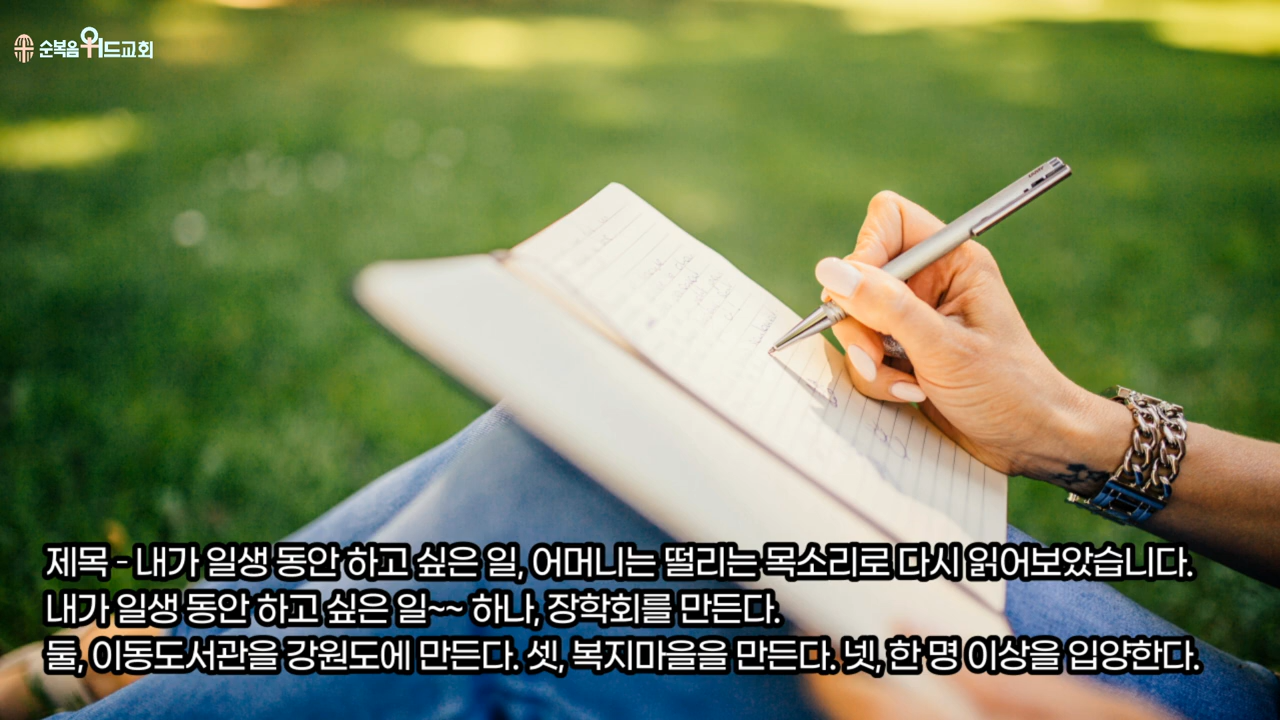 순복음위드교회
제목 - 내가 일생 동안 하고 싶은 일, 어머니는 떨리는 목소리로 다시 읽어보았습니다.
내가 일생 동안 하고 싶은 일~~ 하나, 장학회를 만든다.
둘, 이동도서관을 강원도에 만든다. 셋, 복지마을을 만든다. 넷, 한 명 이상을 입양한다.